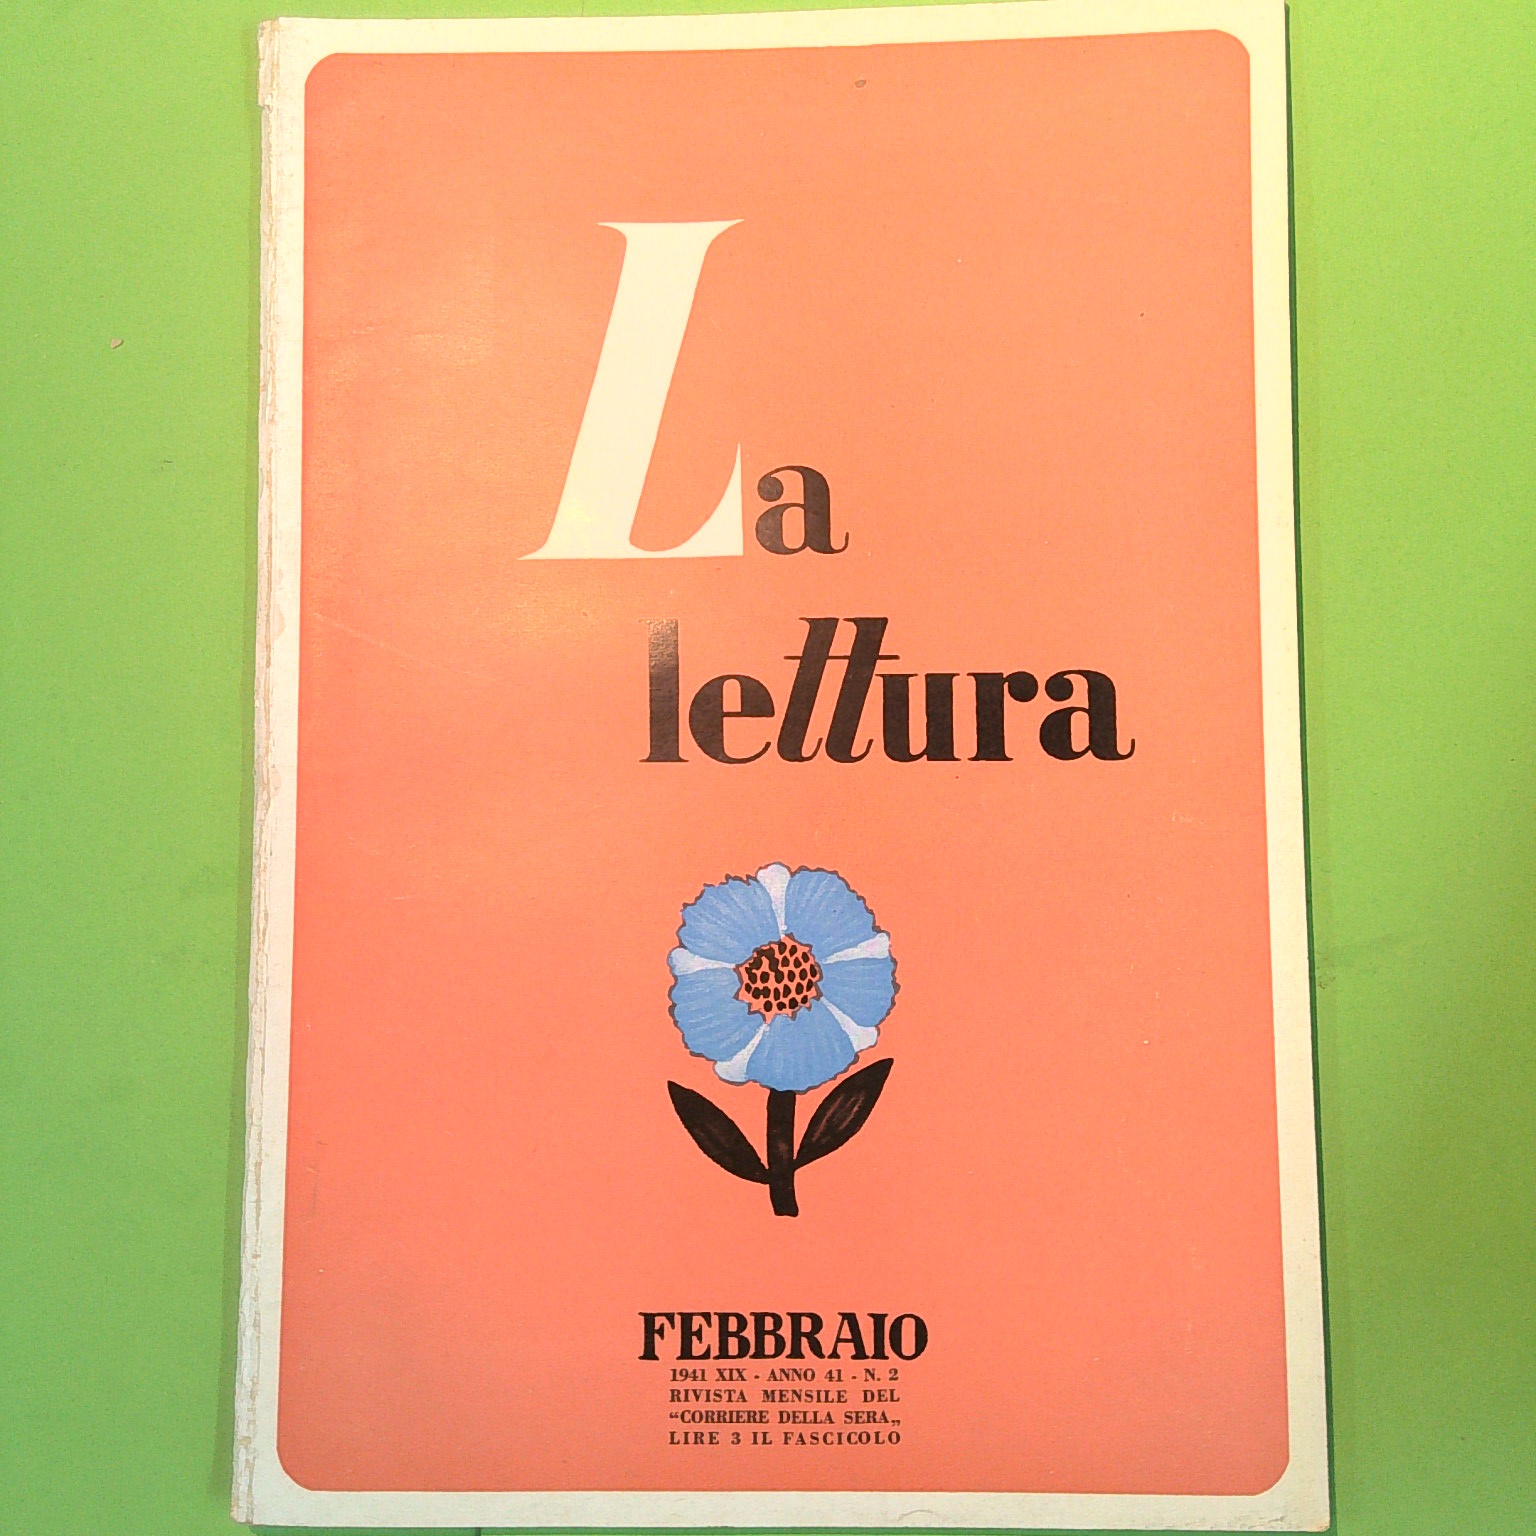 La
lettura
FEBBRAIO
1941 XIX - ANNO 41 - N. 2
RIVISTA MENSILE DEL
“CORRIERE DELLA SERA„
LIRE 3 IL FASCICOLO